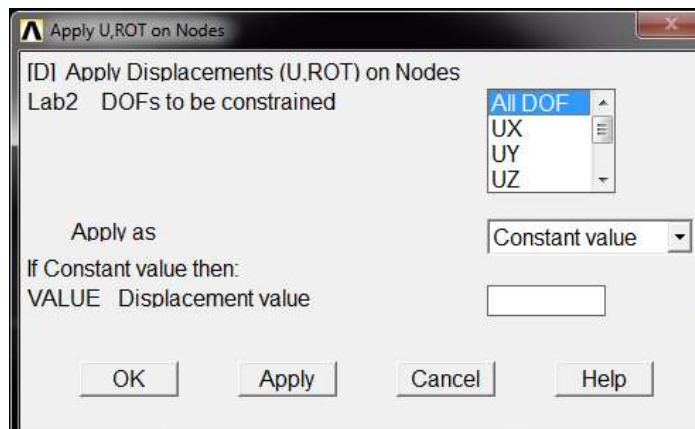 Apply U,ROT on Nodes
[D] Apply Displacements (U,ROT) on Nodes
Lab2 DOFs to be constrained
All DOF
UX
UY
UZ
Apply as
Constant value
If Constant value then:
VALUE Displacement value
OK Apply Cancel Help